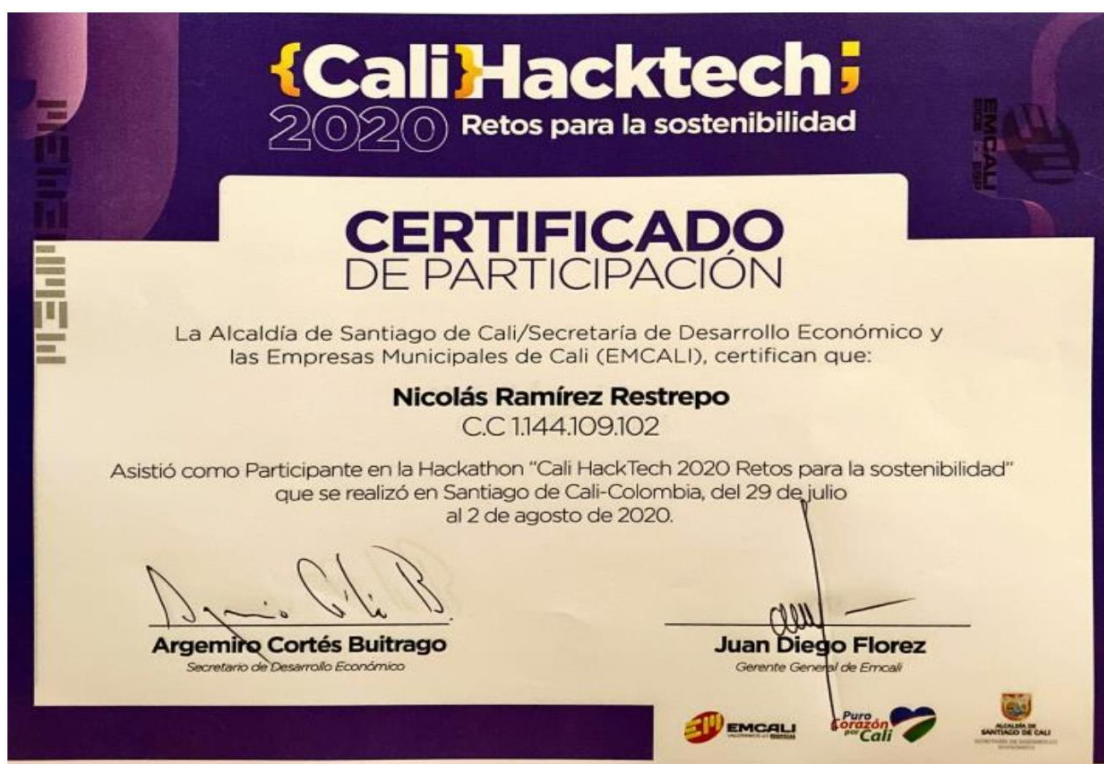 {Cali}Hacktech;
2020 Retos para la sostenibilidad
EMCALI
CERTIFICADO
DE PARTICIPACIÓN
La Alcaldía de Santiago de Cali/Secretaría de Desarrollo Económico y
las Empresas Municipales de Cali (EMCALI), certifican que:
Nicolás Ramírez Restrepo
C.C 1.144.109.102
Asistió como Participante en la Hackathon “Cali HackTech 2020 Retos para la sostenibilidad”
que se realizó en Santiago de Cali-Colombia, del 29 de julio
al 2 de agosto de 2020.
Argemiro Cortés Buitrago
Secretario de Desarrollo Económico
Juan Diego Florez
Gerente General de Emcali
EMCALI
Puro
Corazón
por Cali
ALCALDÍA DE
SANTIAGO DE CALI